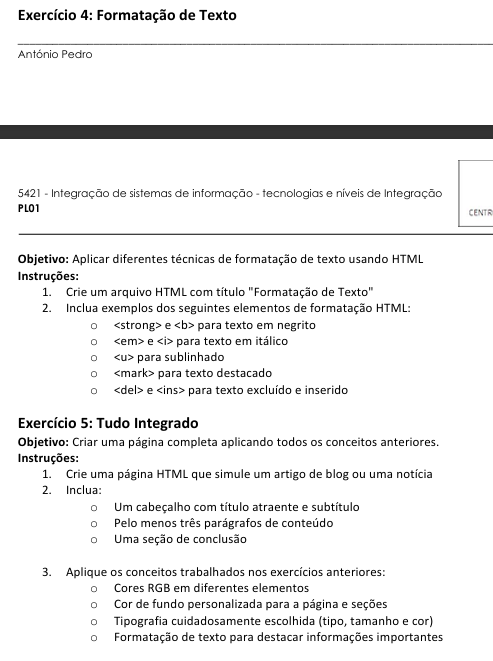 Exercício 4: Formatação de Texto
António Pedro
5421 - Integração de sistemas de informação - tecnologias e níveis de Integração
PL01
CENTR
Objetivo: Aplicar diferentes técnicas de formatação de texto usando HTML
Instruções:
1. Crie um arquivo HTML com título "Formatação de Texto"
2. Inclua exemplos dos seguintes elementos de formatação HTML:
o <strong> e <b> para texto em negrito
o <em> e <i> para texto em itálico
o <u> para sublinhado
o <mark> para texto destacado
o <del> e <ins> para texto excluído e inserido
Exercício 5: Tudo Integrado
Objetivo: Criar uma página completa aplicando todos os conceitos anteriores.
Instruções:
1. Crie uma página HTML que simule um artigo de blog ou uma notícia
2. Inclua:
o Um cabeçalho com título atraente e subtítulo
o Pelo menos três parágrafos de conteúdo
o Uma seção de conclusão
3. Aplique os conceitos trabalhados nos exercícios anteriores:
o Cores RGB em diferentes elementos
o Cor de fundo personalizada para a página e seções
o Tipografia cuidadosamente escolhida (tipo, tamanho e cor)
o Formatação de texto para destacar informações importantes